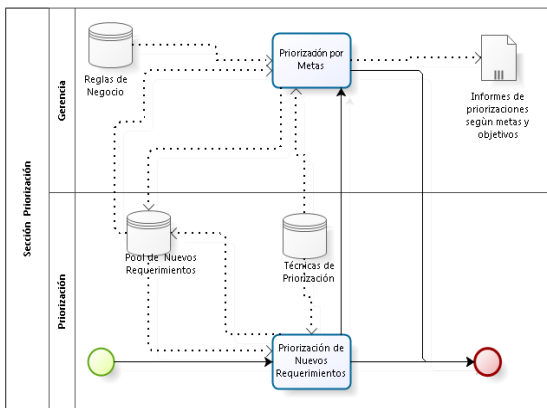 Sección Priorización
Gerencia
Reglas de
Negocio
Priorización por
Metas
Informes de
priorizaciones
segùn metas y
objetivos
Priorización
Pool de Nuevos
Requerimientos
Técnicas de
Priorización
Priorización de
Nuevos
Requerimientos